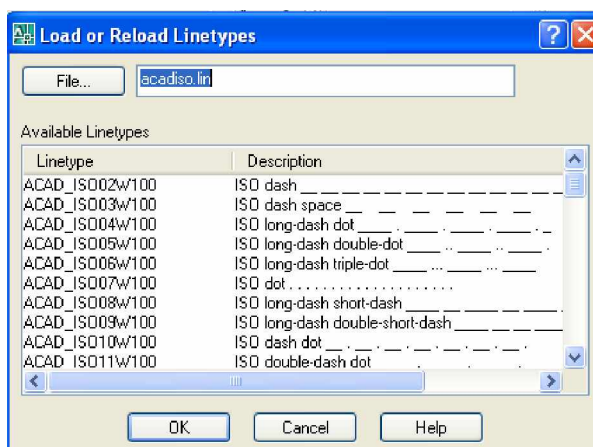 Load or Reload Linetypes
File... acadiso.lin
Available Linetypes
Linetype Description
ACAD_ISO02W100 ISO dash __ __ __ __ __ __ __ __ __ __
ACAD_ISO03W100 ISO dash space __ __ __ __ __ __
ACAD_ISO04W100 ISO long-dash dot ____ . ____ . ____ . ____ . _
ACAD_ISO05W100 ISO long-dash double-dot ____ .. ____ .. ____ .
ACAD_ISO06W100 ISO long-dash triple-dot ____ ... ____ ... ____
ACAD_ISO07W100 ISO dot . . . . . . . . . . . . . . . . . . . .
ACAD_ISO08W100 ISO long-dash short-dash ____ __ ____ __ ____
ACAD_ISO09W100 ISO long-dash double-short-dash ____ __ __ ____
ACAD_ISO10W100 ISO dash dot __ . __ . __ . __ . __ . __ .
ACAD_ISO11W100 ISO double-dash dot
OK Cancel Help